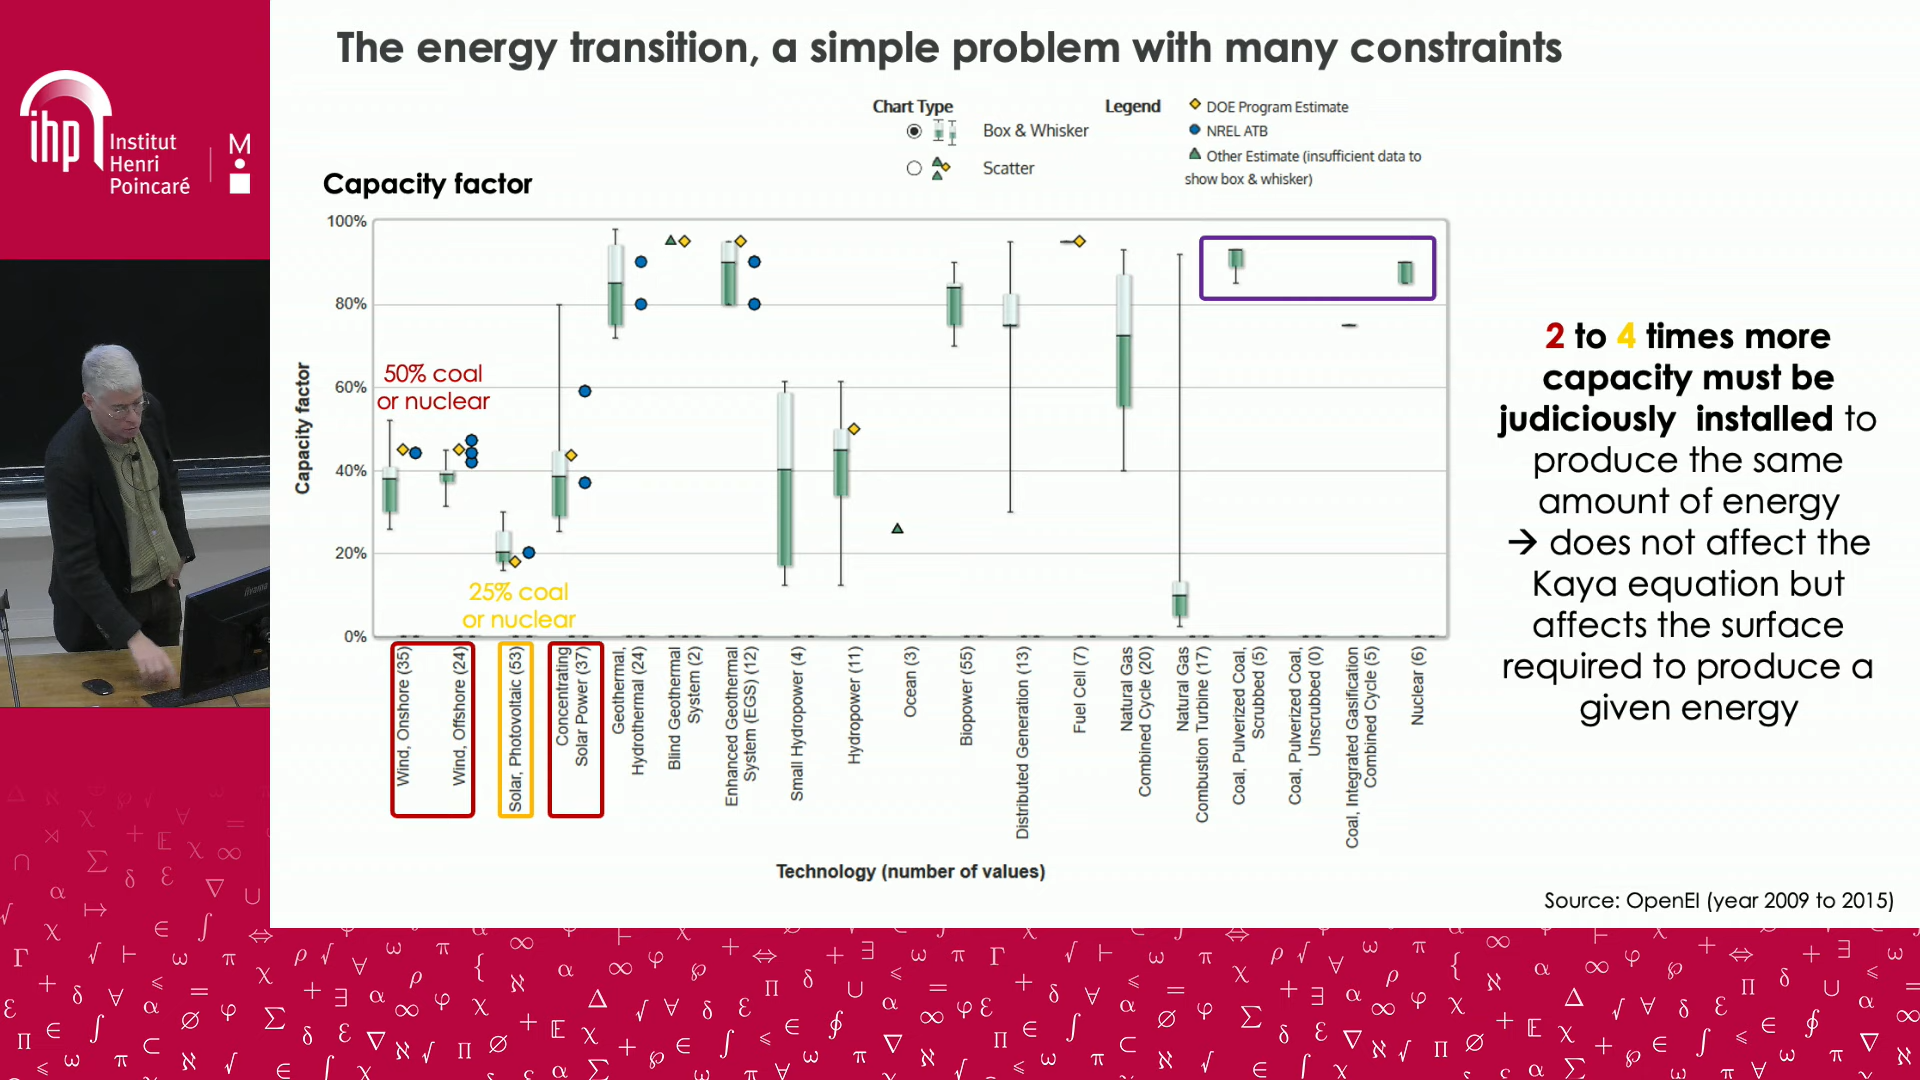 ihp
Institut
Henri
Poincaré
M
The energy transition, a simple problem with many constraints
Chart Type
Box & Whisker
Scatter
Legend
DOE Program Estimate
NREL ATB
Other Estimate (insufficient data to
show box & whisker)
Capacity factor
100%
80%
60%
40%
20%
0%
Capacity factor
50% coal
or nuclear
25% coal
or nuclear
Wind, Onshore (35)
Wind, Offshore (24)
Solar, Photovoltaic (53)
Concentrating
Solar Power (37)
Geothermal,
Hydrothermal (24)
Blind Geothermal
System (2)
Enhanced Geothermal
System (EGS) (12)
Small Hydropower (4)
Hydropower (11)
Ocean (3)
Biopower (55)
Distributed Generation (13)
Fuel Cell (7)
Natural Gas
Combined Cycle (20)
Natural Gas
Combustion Turbine (17)
Coal, Pulverized Coal,
Scrubbed (5)
Coal, Pulverized Coal,
Unscrubbed (0)
Coal, Integrated Gasification
Combined Cycle (5)
Nuclear (6)
Technology (number of values)
2 to 4 times more
capacity must be
judiciously installed to
produce the same
amount of energy
→ does not affect the
Kaya equation but
affects the surface
required to produce a
given energy
Source: OpenEI (year 2009 to 2015)